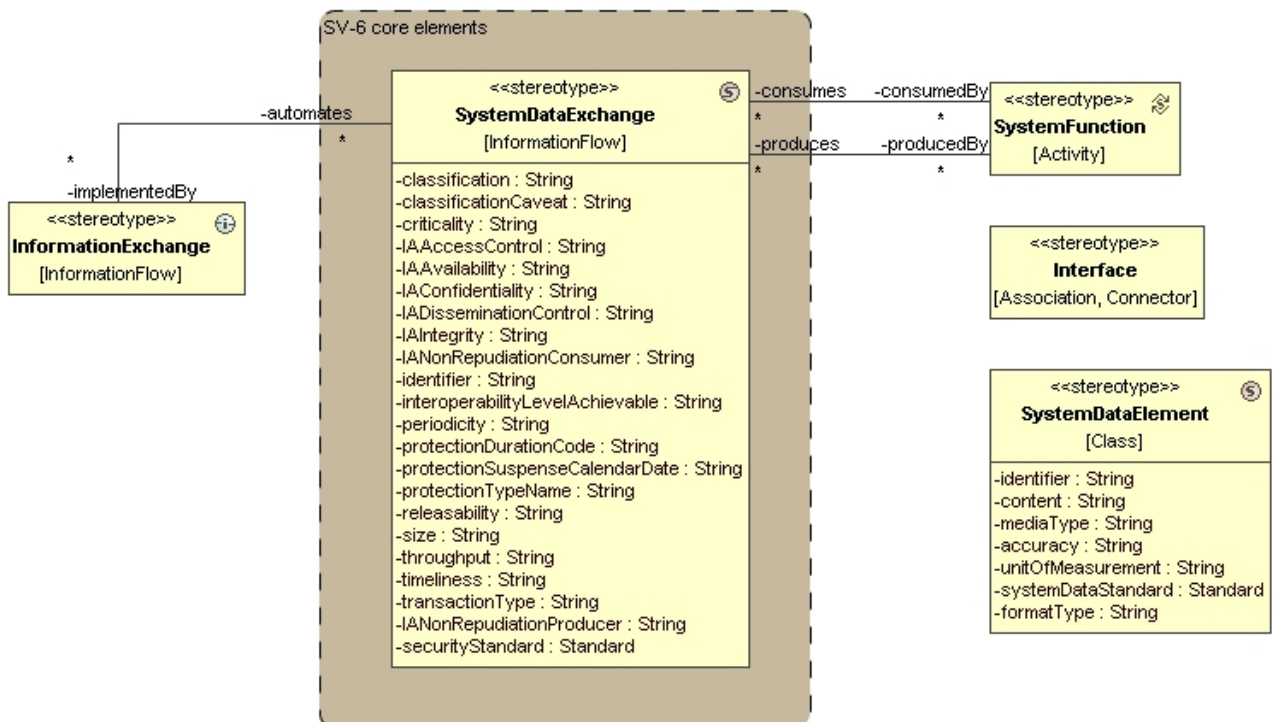 SV-6 core elements
<<stereotype>>
SystemDataExchange
[InformationFlow]
-classification : String
-classificationCaveat : String
-criticality : String
-IAAccessControl : String
-IAAvailability : String
-IAConfidentiality : String
-IADisseminationControl : String
-IAIntegrity : String
-IANonRepudiationConsumer : String
-identifier : String
-interoperabilityLevelAchievable : String
-periodicity : String
-protectionDurationCode : String
-protectionSuspenseCalendarDate : String
-protectionTypeName : String
-releasability : String
-size : String
-throughput : String
-timeliness : String
-transactionType : String
-IANonRepudiationProducer : String
-securityStandard : Standard
-automates
*
*
-implementedBy
<<stereotype>>
InformationExchange
[InformationFlow]
-consumes
-consumedBy
*
*
-produces
-producedBy
*
*
<<stereotype>>
SystemFunction
[Activity]
<<stereotype>>
Interface
[Association, Connector]
<<stereotype>>
SystemDataElement
[Class]
-identifier : String
-content : String
-mediaType : String
-accuracy : String
-unitOfMeasurement : String
-systemDataStandard : Standard
-formatType : String